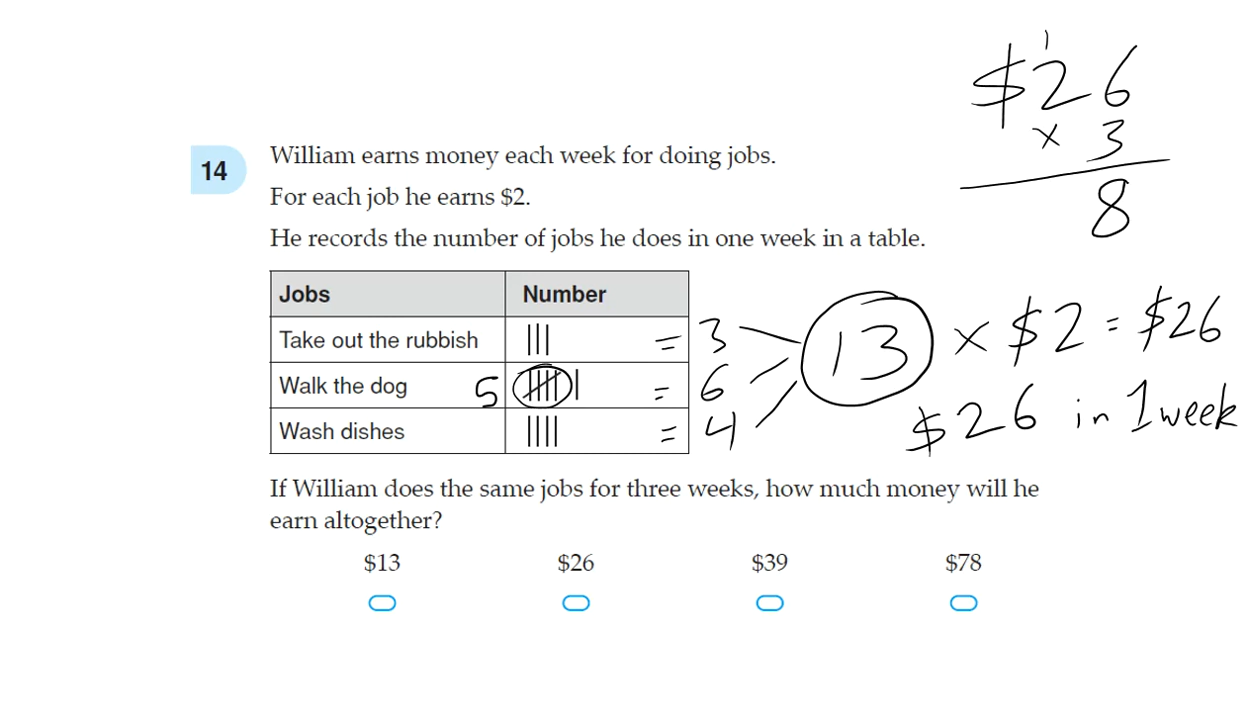 $26
1
× 3
8
14
William earns money each week for doing jobs.
For each job he earns $2.
He records the number of jobs he does in one week in a table.
Jobs Number
Take out the rubbish ||| = 3
Walk the dog 5 |||| | = 6
Wash dishes |||| = 4
13 × $2 = $26
$26 in 1 week
If William does the same jobs for three weeks, how much money will he
earn altogether?
$13 $26 $39 $78